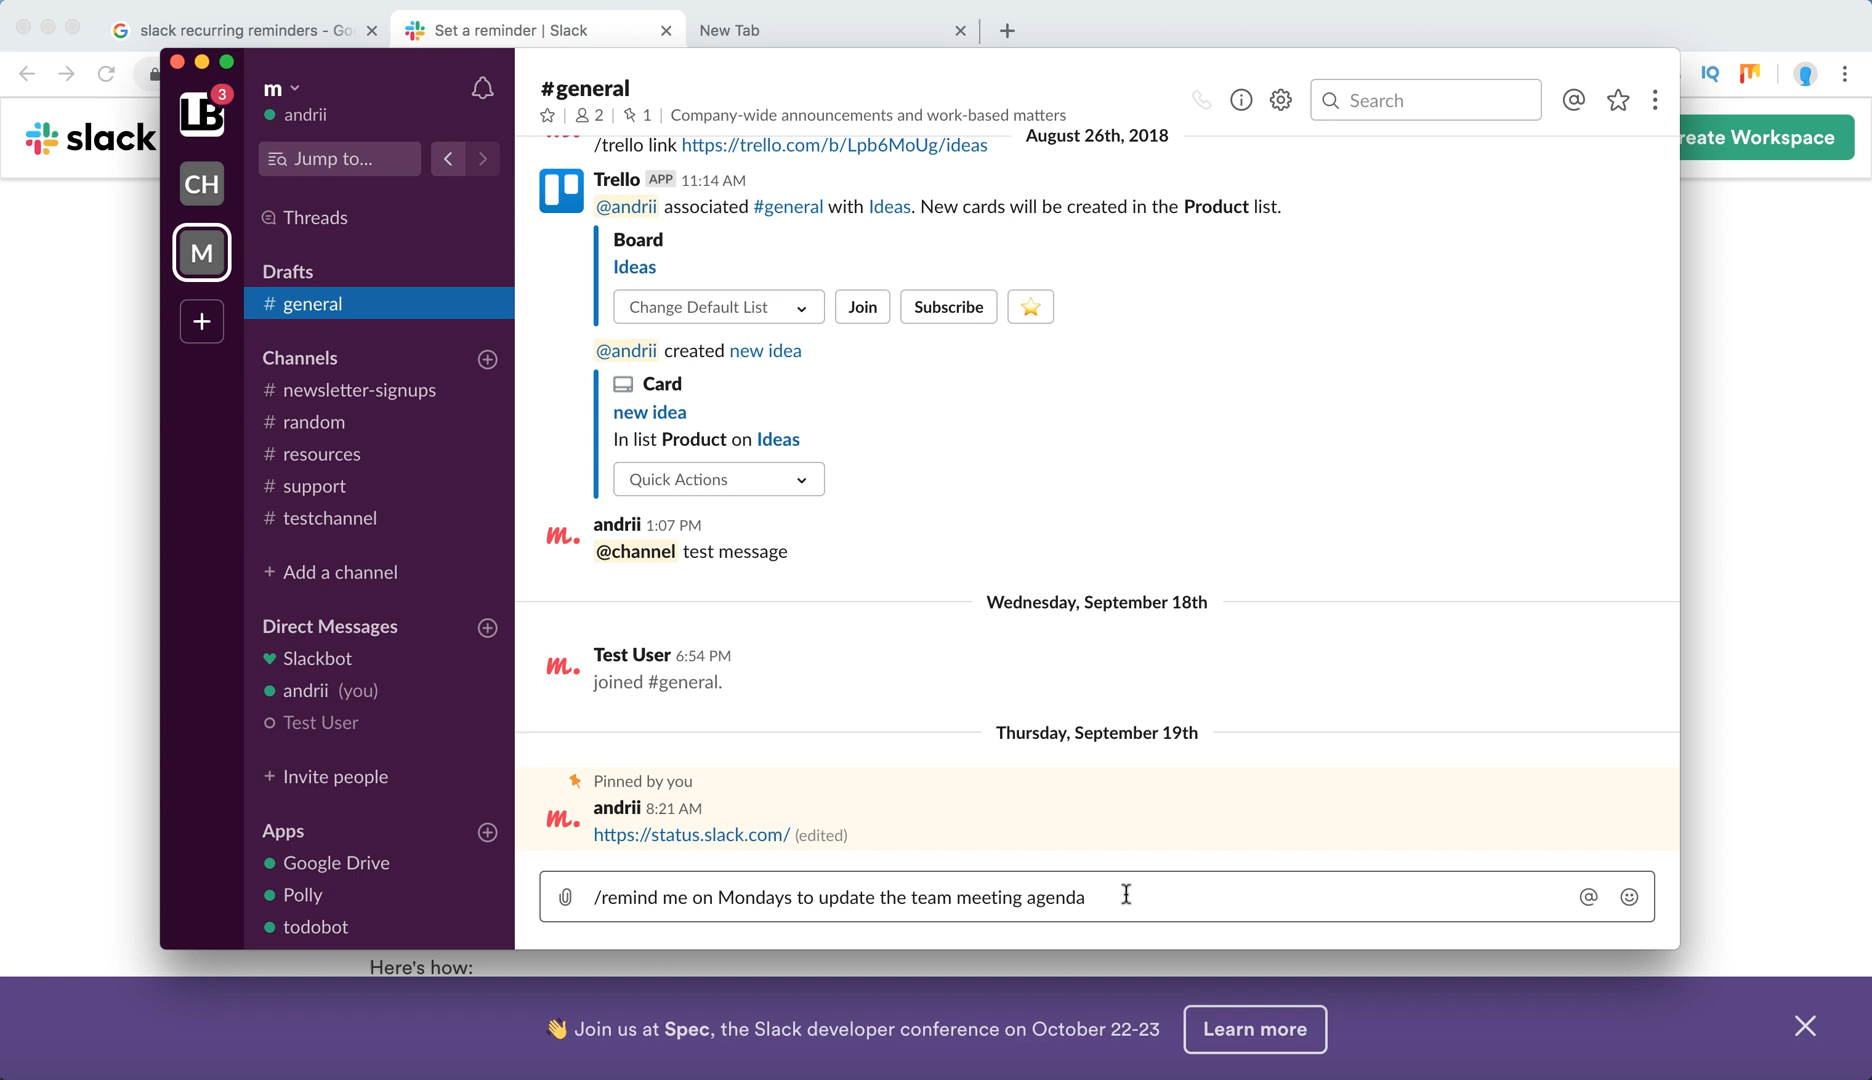 slack recurring reminders - Go
Set a reminder | Slack
New Tab
IQ
slack
reate Workspace
LB
3
CH
M
+
m
andrii
Jump to...
Threads
Drafts
# general
Channels
# newsletter-signups
# random
# resources
# support
# testchannel
+ Add a channel
Direct Messages
Slackbot
andrii (you)
Test User
+ Invite people
Apps
Google Drive
Polly
todobot
#general
2 | 1 | Company-wide announcements and work-based matters
Search
August 26th, 2018
/trello link https://trello.com/b/Lpb6MoUg/ideas
Trello APP 11:14 AM
@andrii associated #general with Ideas. New cards will be created in the Product list.
Board
Ideas
Change Default List
Join
Subscribe
@andrii created new idea
Card
new idea
In list Product on Ideas
Quick Actions
m.
andrii 1:07 PM
@channel test message
Wednesday, September 18th
m.
Test User 6:54 PM
joined #general.
Thursday, September 19th
Pinned by you
m.
andrii 8:21 AM
https://status.slack.com/ (edited)
/remind me on Mondays to update the team meeting agenda
Here's how:
👋 Join us at Spec, the Slack developer conference on October 22-23
Learn more